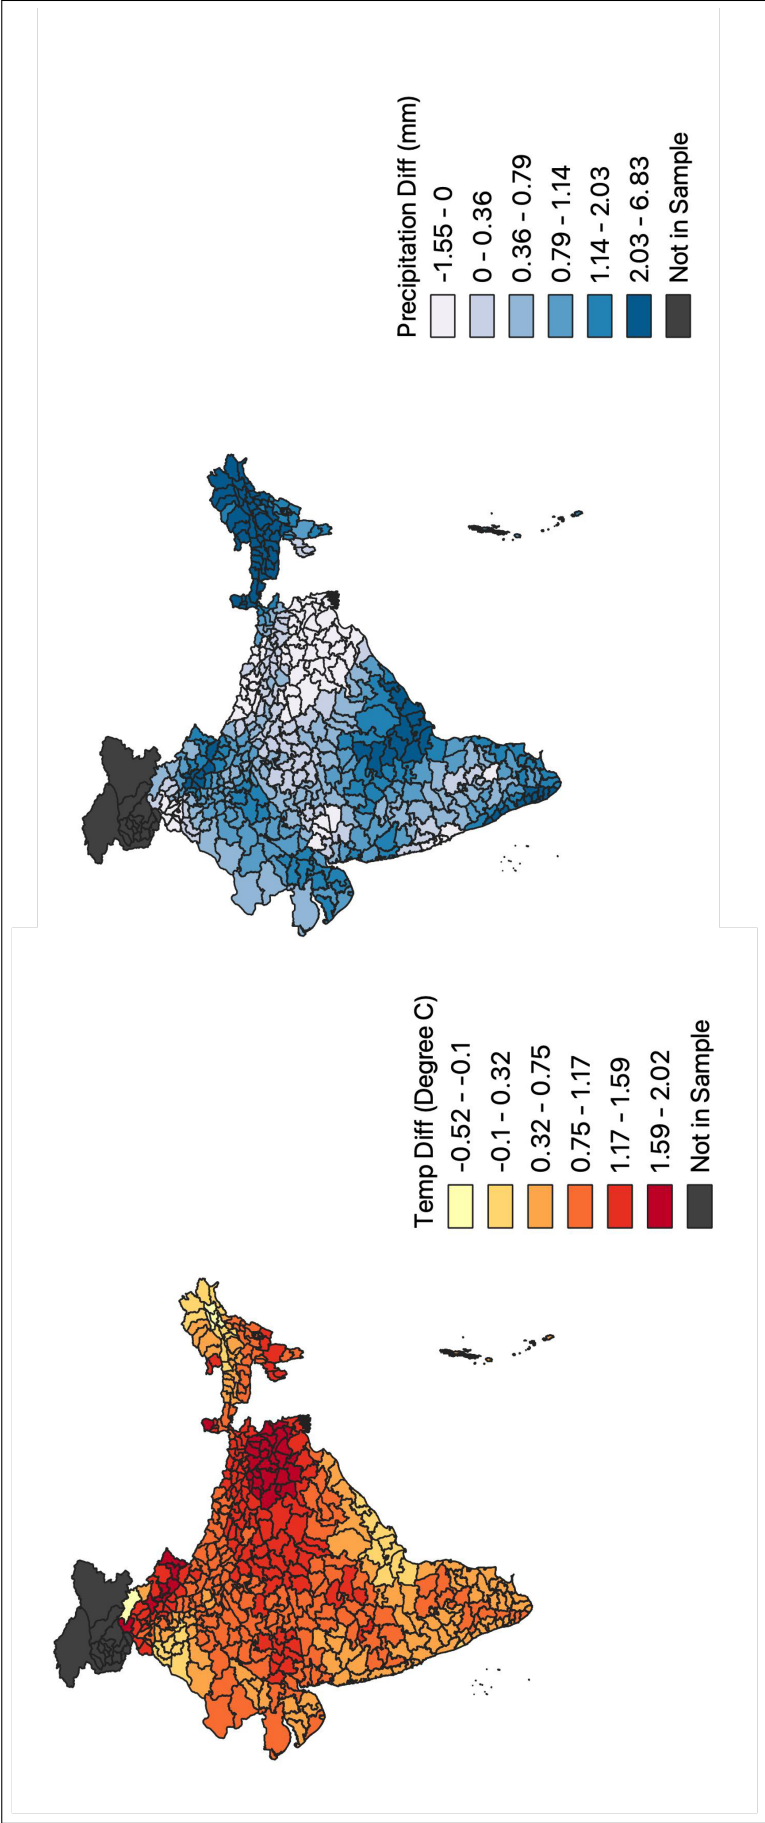 Temp Diff (Degree C)
-0.52 - -0.1
-0.1 - 0.32
0.32 - 0.75
0.75 - 1.17
1.17 - 1.59
1.59 - 2.02
Not in Sample
Precipitation Diff (mm)
-1.55 - 0
0 - 0.36
0.36 - 0.79
0.79 - 1.14
1.14 - 2.03
2.03 - 6.83
Not in Sample